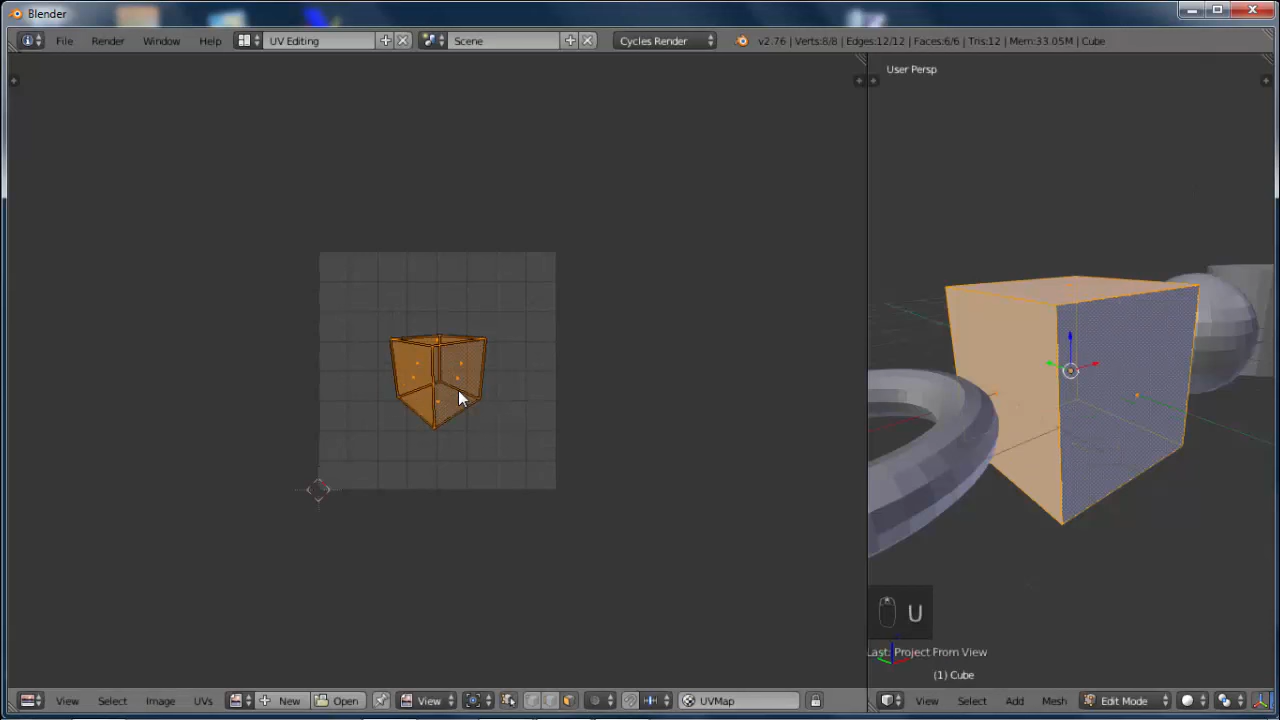 Blender
File Render Window Help UV Editing Scene Cycles Render v2.76 | Verts:8/8 | Edges:12/12 | Faces:6/6 | Tris:12 | Mem:33.05M | Cube
User Persp
U
Last: Project From View
(1) Cube
View Select Image UVs New Open View UVMap View Select Add Mesh Edit Mode